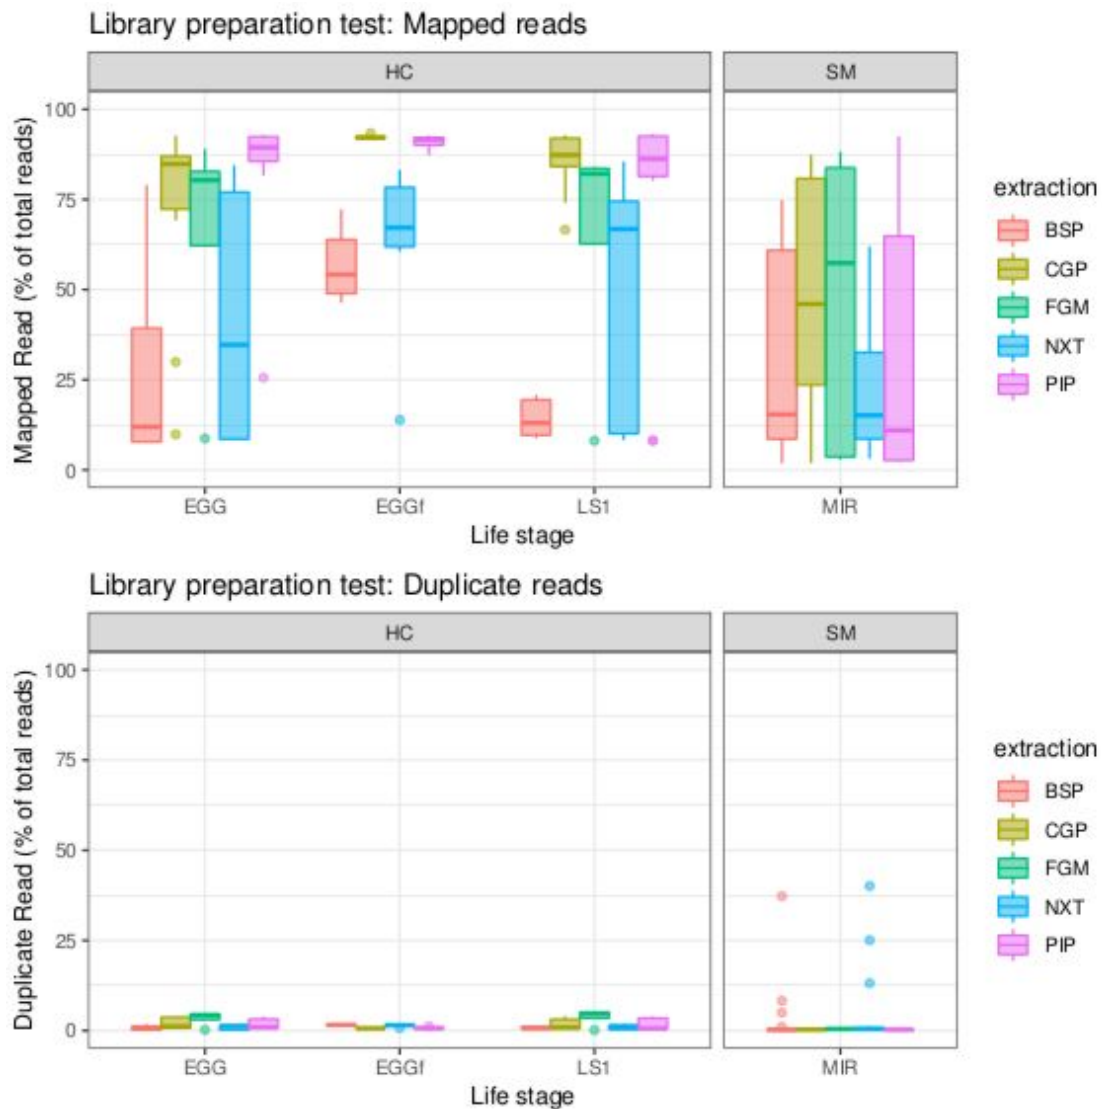 Library preparation test: Mapped reads
HC
SM
Mapped Read (% of total reads)
100
75
50
25
0
EGG
EGGf
LS1
MIR
Life stage
extraction
BSP
CGP
FGM
NXT
PIP
Library preparation test: Duplicate reads
HC
SM
Duplicate Read (% of total reads)
100
75
50
25
0
EGG
EGGf
LS1
MIR
Life stage
extraction
BSP
CGP
FGM
NXT
PIP